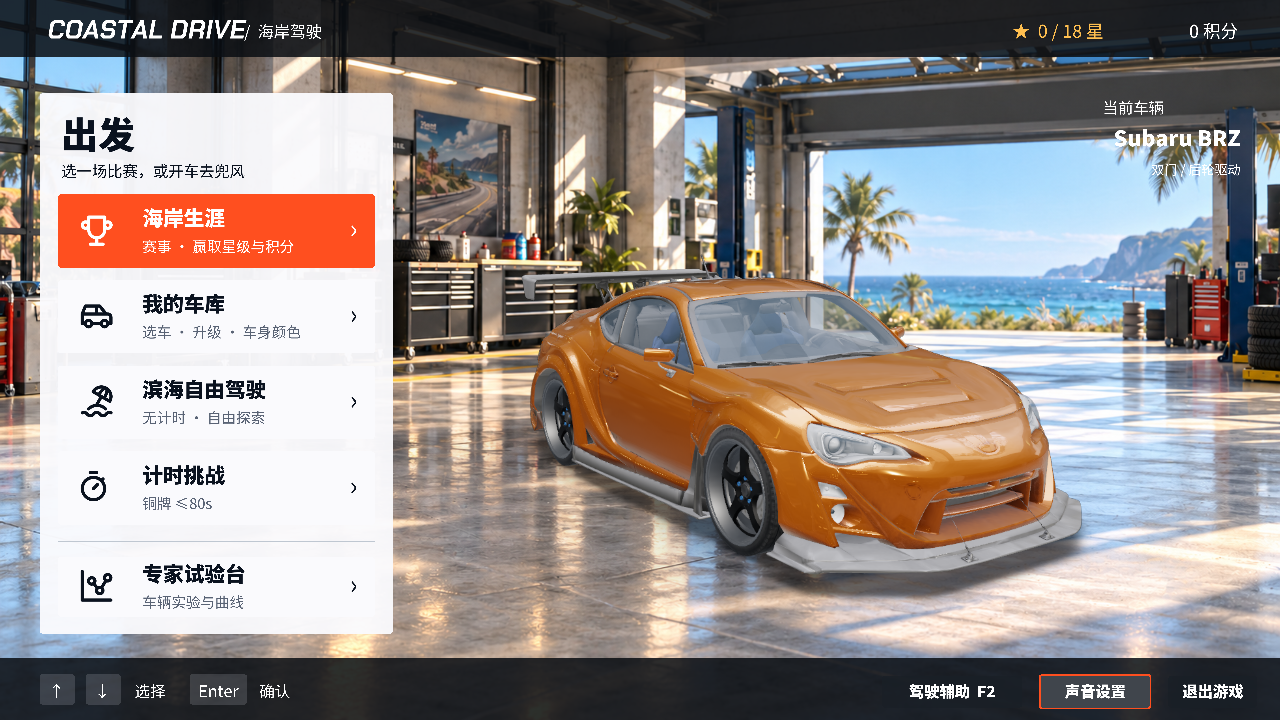 COASTAL DRIVE / 海岸驾驶
★ 0 / 18 星
0 积分
当前车辆
Subaru BRZ
双门 / 后轮驱动
出发
选一场比赛，或开车去兜风
海岸生涯
赛事 · 赢取星级与积分
我的车库
选车 · 升级 · 车身颜色
滨海自由驾驶
无计时 · 自由探索
计时挑战
铜牌 ≤80s
专家试验台
车辆实验与曲线
↑ ↓ 选择 Enter 确认
驾驶辅助 F2
声音设置
退出游戏